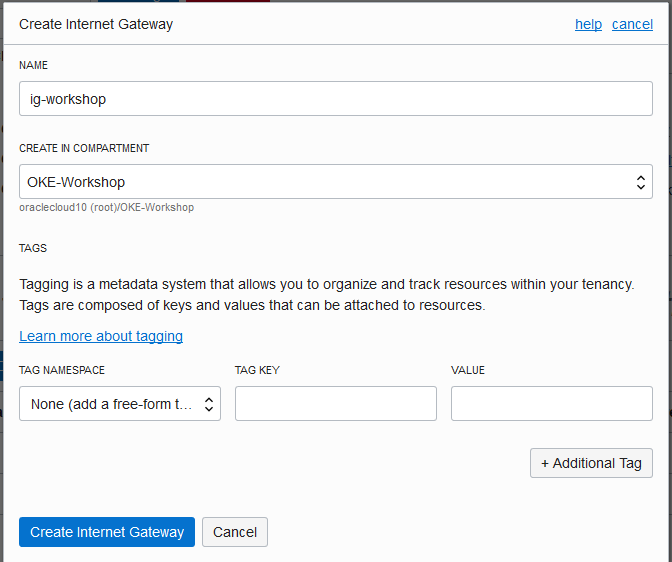 Create Internet Gateway
help cancel
NAME
ig-workshop
CREATE IN COMPARTMENT
OKE-Workshop
oraclecloud10 (root)/OKE-Workshop
TAGS
Tagging is a metadata system that allows you to organize and track resources within your tenancy.
Tags are composed of keys and values that can be attached to resources.
Learn more about tagging
TAG NAMESPACE TAG KEY VALUE
None (add a free-form t...
+ Additional Tag
Create Internet Gateway Cancel